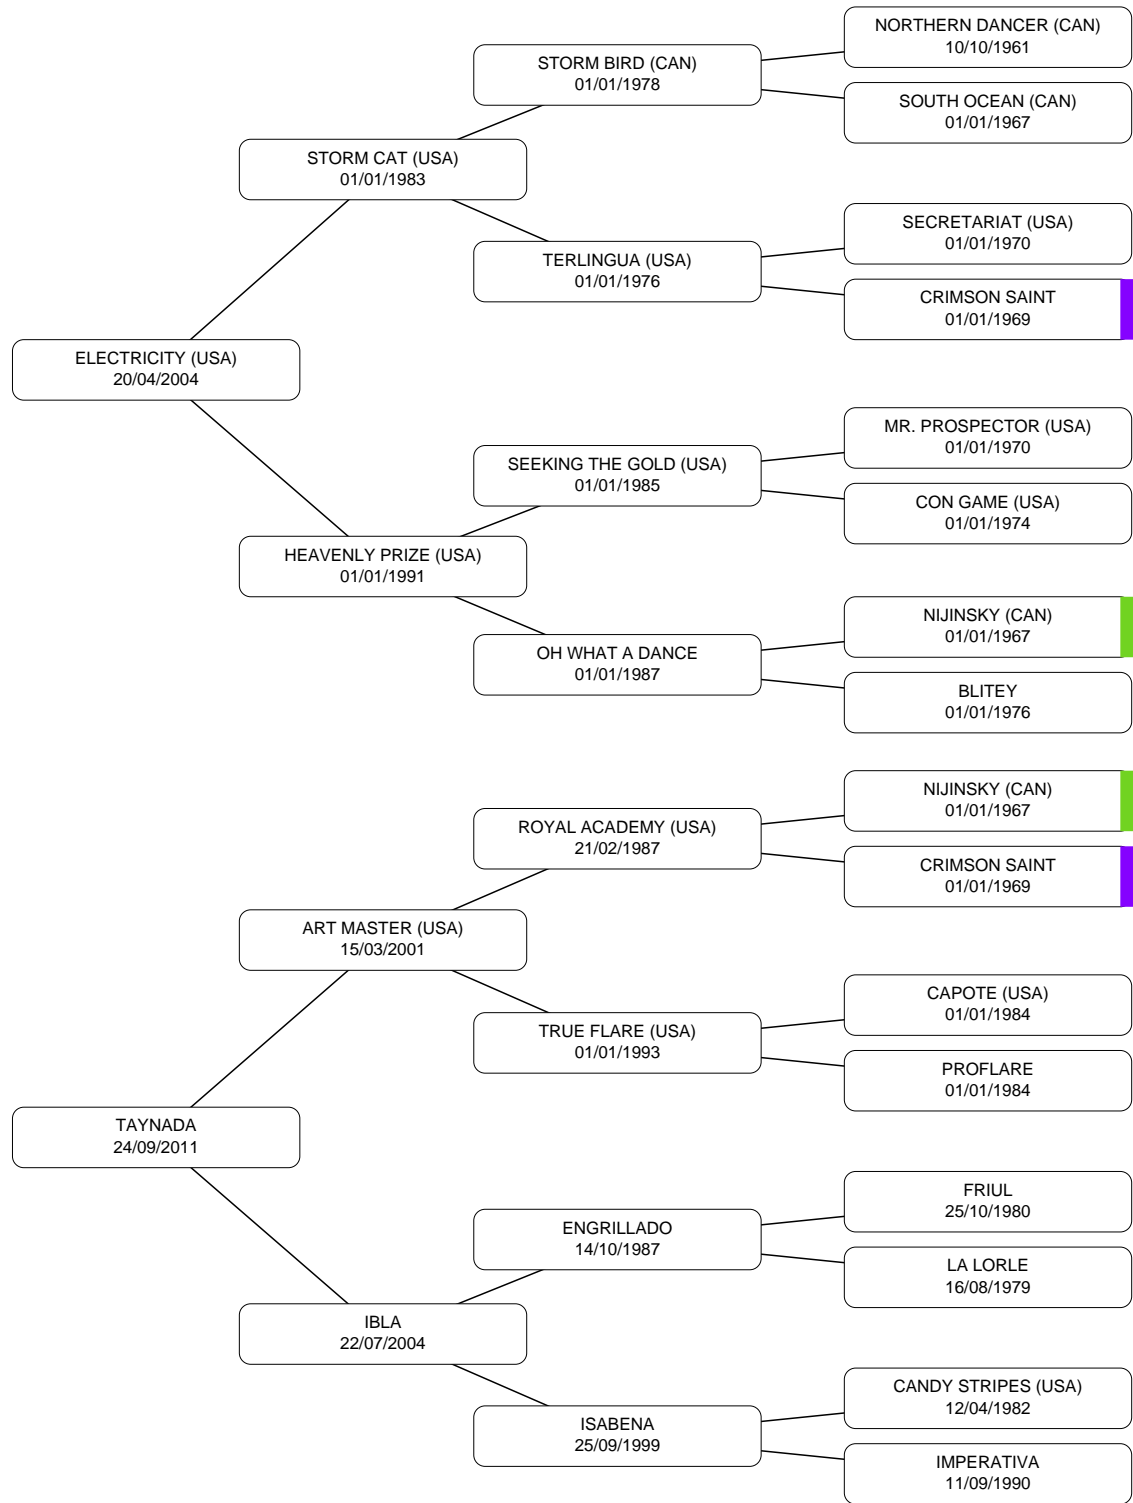 NORTHERN DANCER (CAN)
10/10/1961
STORM BIRD (CAN)
01/01/1978
SOUTH OCEAN (CAN)
01/01/1967
STORM CAT (USA)
01/01/1983
SECRETARIAT (USA)
01/01/1970
TERLINGUA (USA)
01/01/1976
CRIMSON SAINT
01/01/1969
ELECTRICITY (USA)
20/04/2004
MR. PROSPECTOR (USA)
01/01/1970
SEEKING THE GOLD (USA)
01/01/1985
CON GAME (USA)
01/01/1974
HEAVENLY PRIZE (USA)
01/01/1991
NIJINSKY (CAN)
01/01/1967
OH WHAT A DANCE
01/01/1987
BLITEY
01/01/1976
NIJINSKY (CAN)
01/01/1967
ROYAL ACADEMY (USA)
21/02/1987
CRIMSON SAINT
01/01/1969
ART MASTER (USA)
15/03/2001
CAPOTE (USA)
01/01/1984
TRUE FLARE (USA)
01/01/1993
PROFLARE
01/01/1984
TAYNADA
24/09/2011
FRIUL
25/10/1980
ENGRILLADO
14/10/1987
LA LORLE
16/08/1979
IBLA
22/07/2004
CANDY STRIPES (USA)
12/04/1982
ISABENA
25/09/1999
IMPERATIVA
11/09/1990